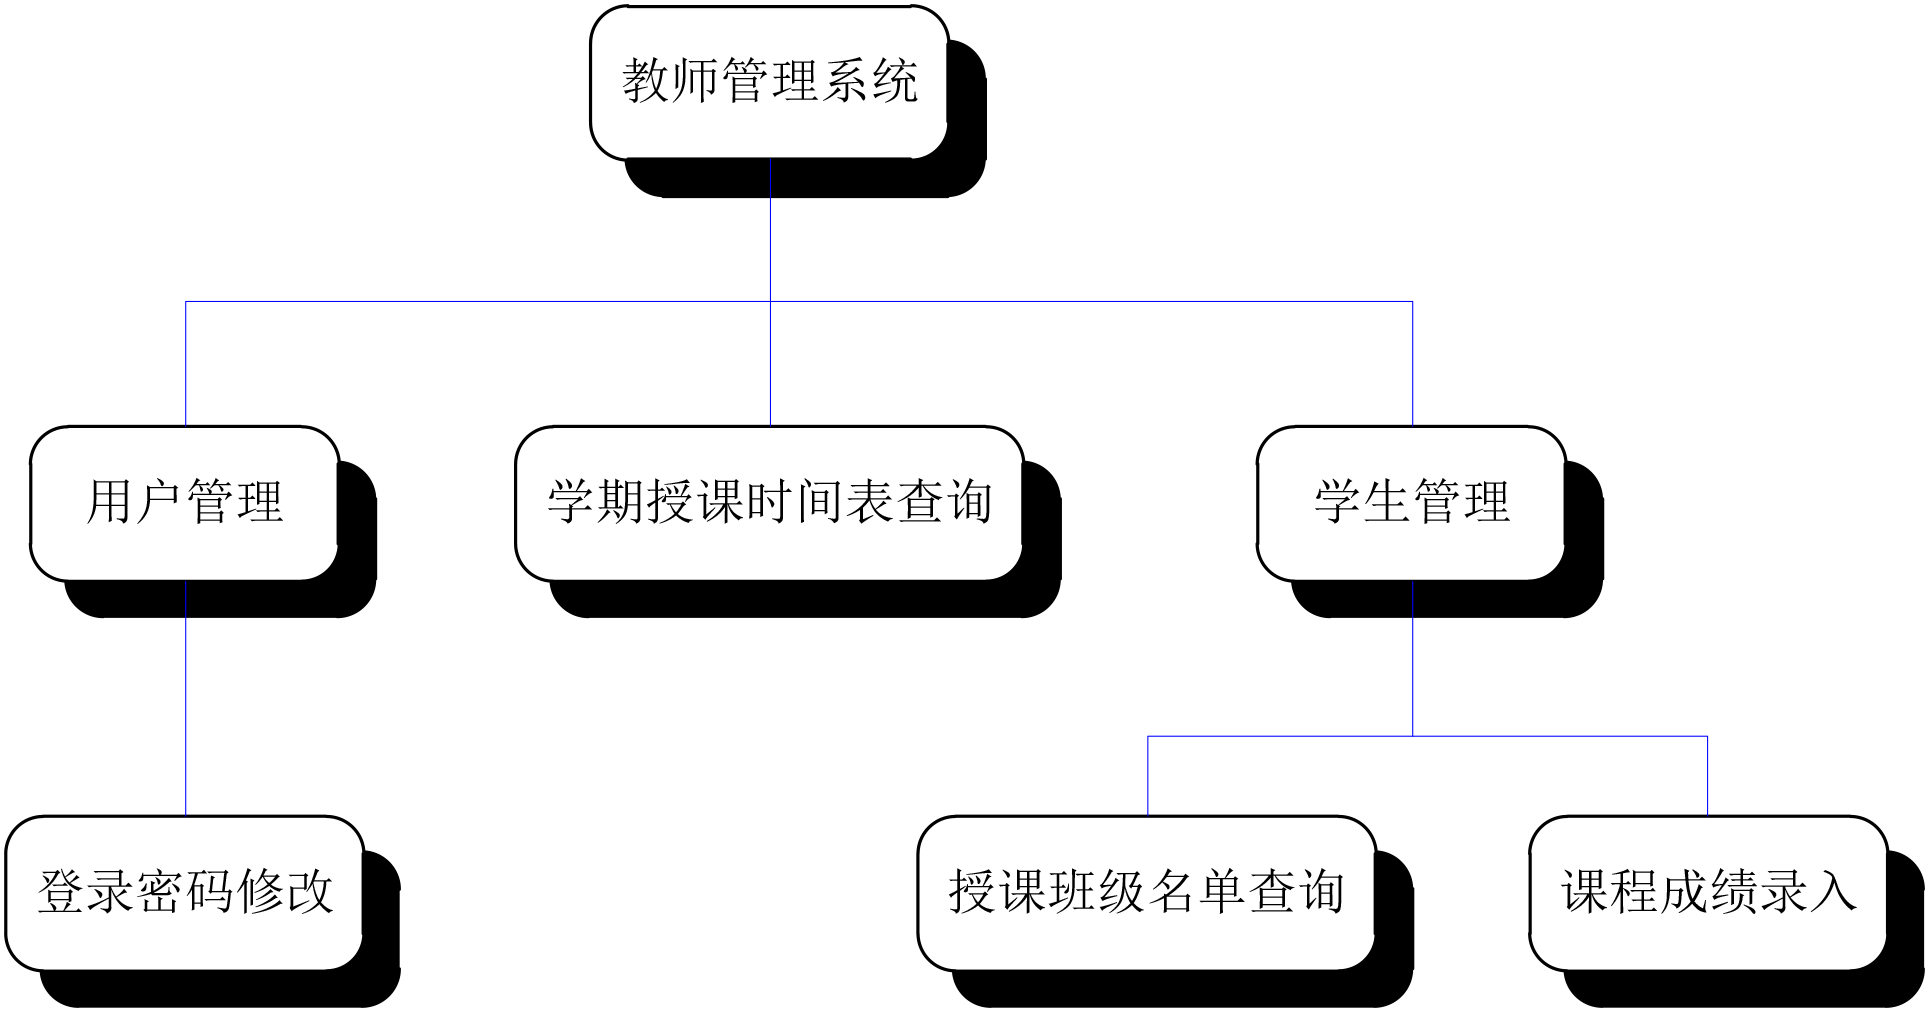 教师管理系统
用户管理
学期授课时间表查询
学生管理
登录密码修改
授课班级名单查询
课程成绩录入